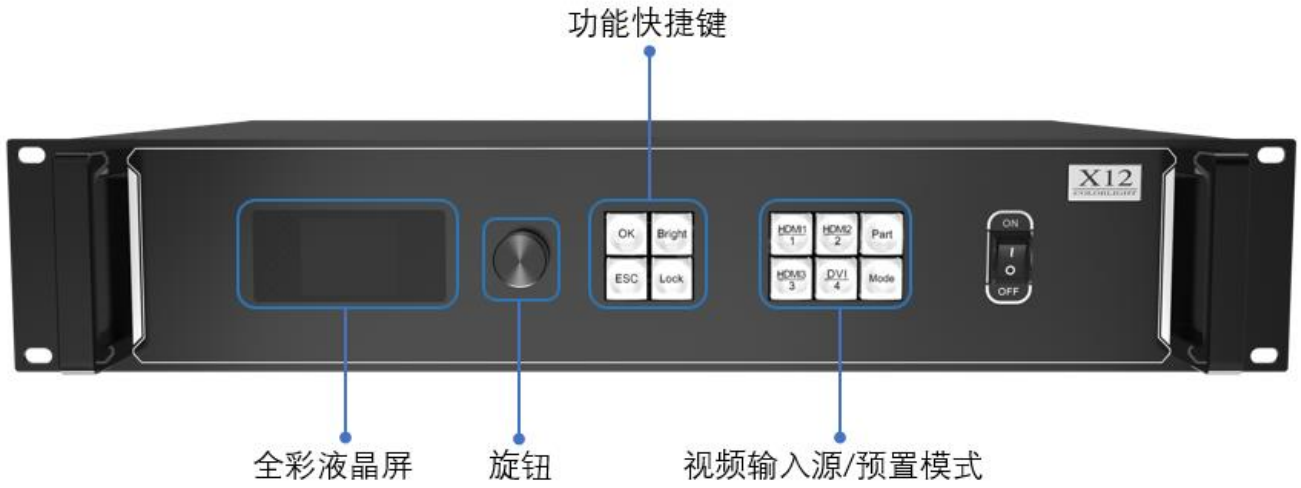 功能快捷键
X12
COLORLIGHT
OK
Bright
ESC
Lock
HDMI1
1
HDMI2
2
Part
HDMI3
3
DVI
4
Mode
ON
OFF
全彩液晶屏
旋钮
视频输入源/预置模式